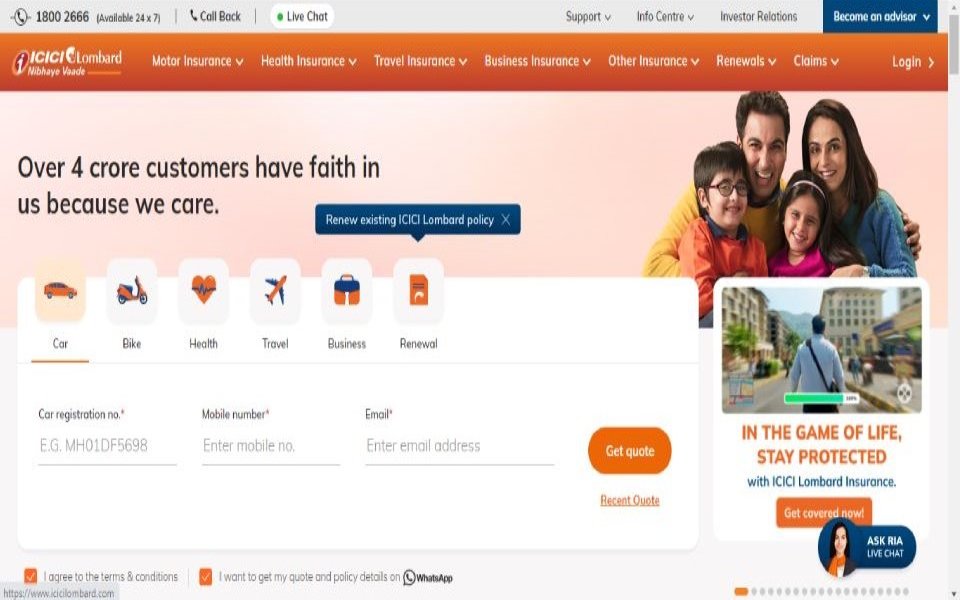 1800 2666 (Available 24 x 7) Call Back Live Chat Support Info Centre Investor Relations Become an advisor
ICICI Lombard
Nibhaye Vaade
Motor Insurance Health Insurance Travel Insurance Business Insurance Other Insurance Renewals Claims Login
Over 4 crore customers have faith in
us because we care.
Renew existing ICICI Lombard policy
Car Bike Health Travel Business Renewal
Car registration no.* Mobile number* Email*
E.G. MH01DF5698 Enter mobile no. Enter email address
Get quote
Recent Quote
100%
IN THE GAME OF LIFE,
STAY PROTECTED
with ICICI Lombard Insurance.
Get covered now!
ASK RIA
LIVE CHAT
I agree to the terms & conditions I want to get my quote and policy details on WhatsApp
https://www.icicilombard.com